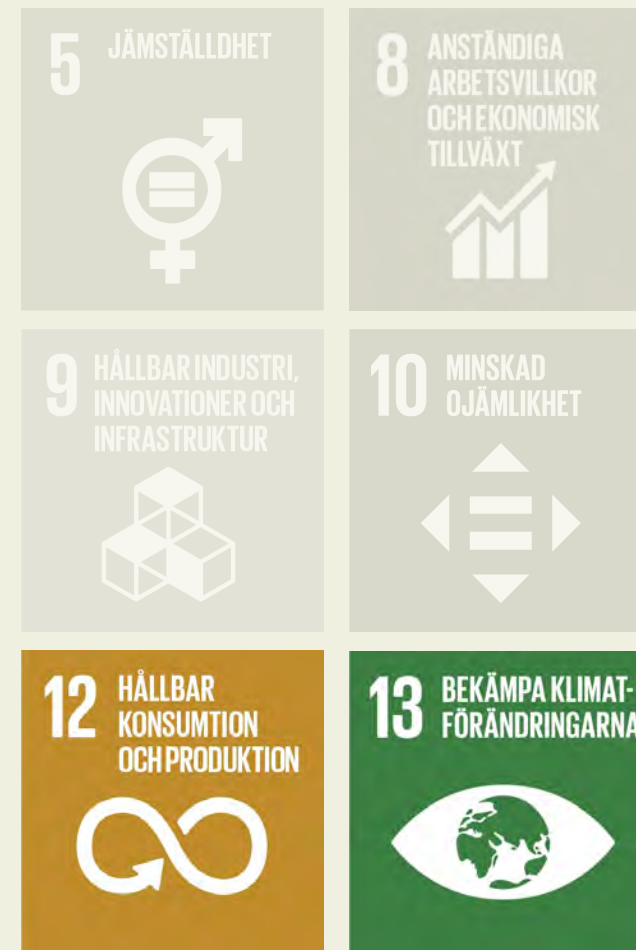 5
JÄMSTÄLLDHET
8
ANSTÄNDIGA
ARBETSVILLKOR
OCH EKONOMISK
TILLVÄXT
9
HÅLLBAR INDUSTRI,
INNOVATIONER OCH
INFRASTRUKTUR
10
MINSKAD
OJÄMLIKHET
12
HÅLLBAR
KONSUMTION
OCH PRODUKTION
13
BEKÄMPA KLIMAT-
FÖRÄNDRINGARNA